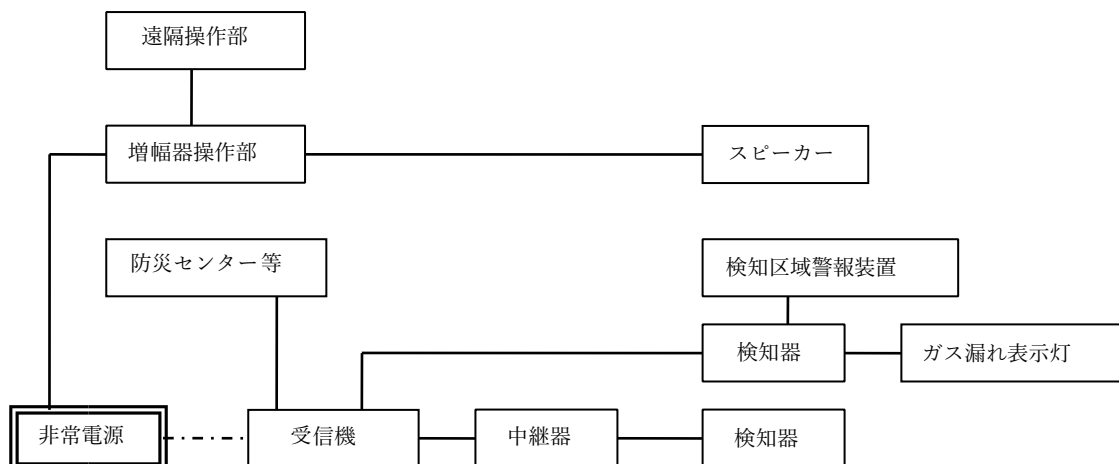 遠隔操作部
増幅器操作部
スピーカー
防災センター等
検知区域警報装置
検知器
ガス漏れ表示灯
非常電源
受信機
中継器
検知器